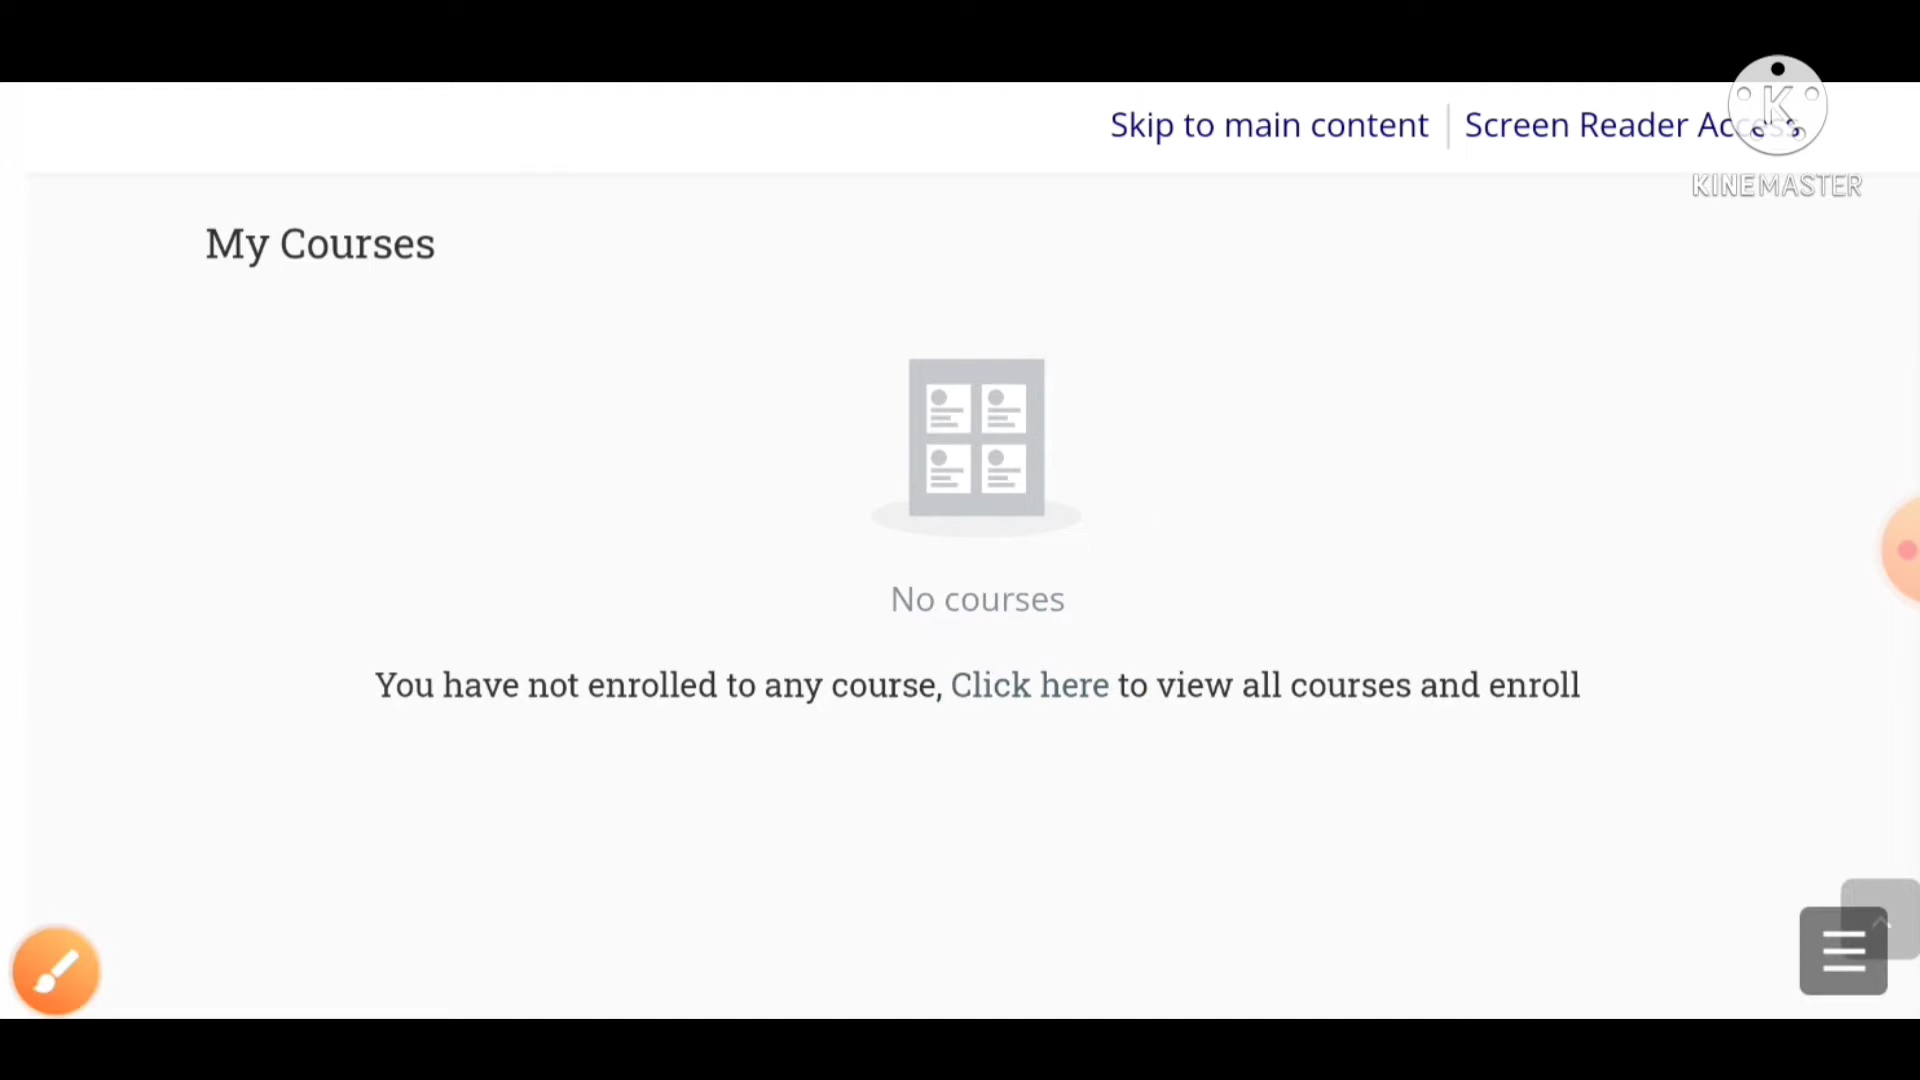 Skip to main content
Screen Reader Access
K
KINEMASTER
My Courses
No courses
You have not enrolled to any course, Click here to view all courses and enroll